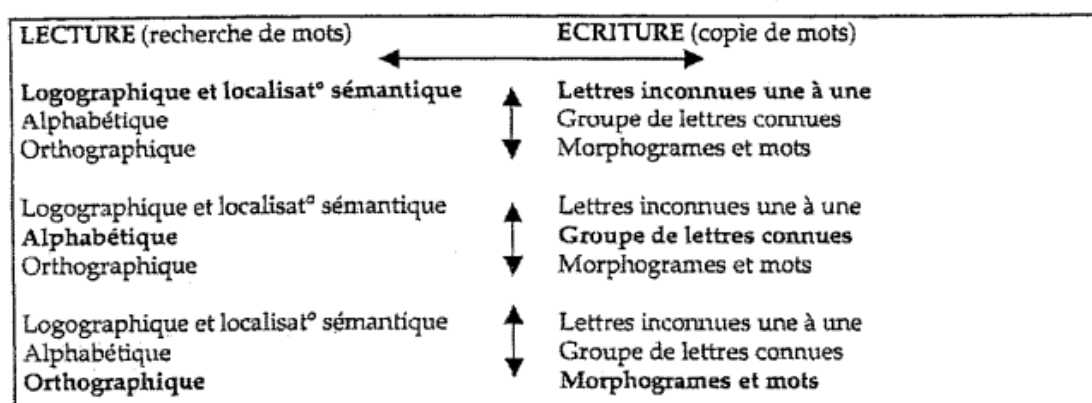 LECTURE (recherche de mots) ECRITURE (copie de mots)
Logographique et localisat° sémantique Lettres inconnues une à une
Alphabétique Groupe de lettres connues
Orthographique Morphogrames et mots
Logographique et localisat° sémantique Lettres inconnues une à une
Alphabétique Groupe de lettres connues
Orthographique Morphogrames et mots
Logographique et localisat° sémantique Lettres inconnues une à une
Alphabétique Groupe de lettres connues
Orthographique Morphogrames et mots